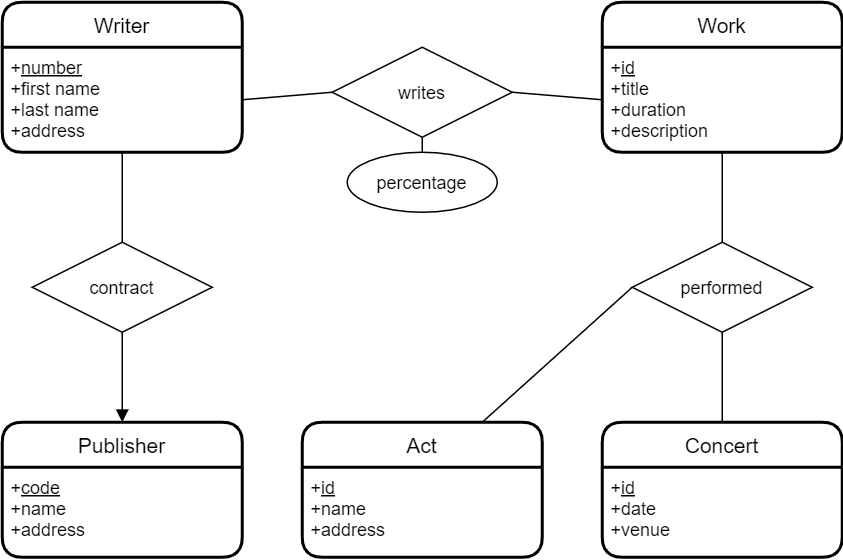 Writer
+number
+first name
+last name
+address
writes
percentage
Work
+id
+title
+duration
+description
contract
performed
Publisher
+code
+name
+address
Act
+id
+name
+address
Concert
+id
+date
+venue